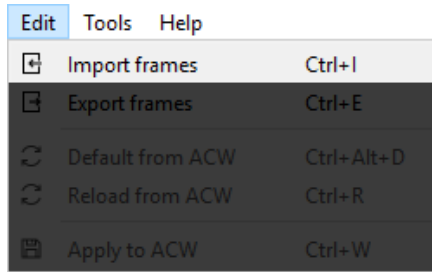 Edit Tools Help
Import frames Ctrl+I
Export frames Ctrl+E
Default from ACW Ctrl+Alt+D
Reload from ACW Ctrl+R
Apply to ACW Ctrl+W